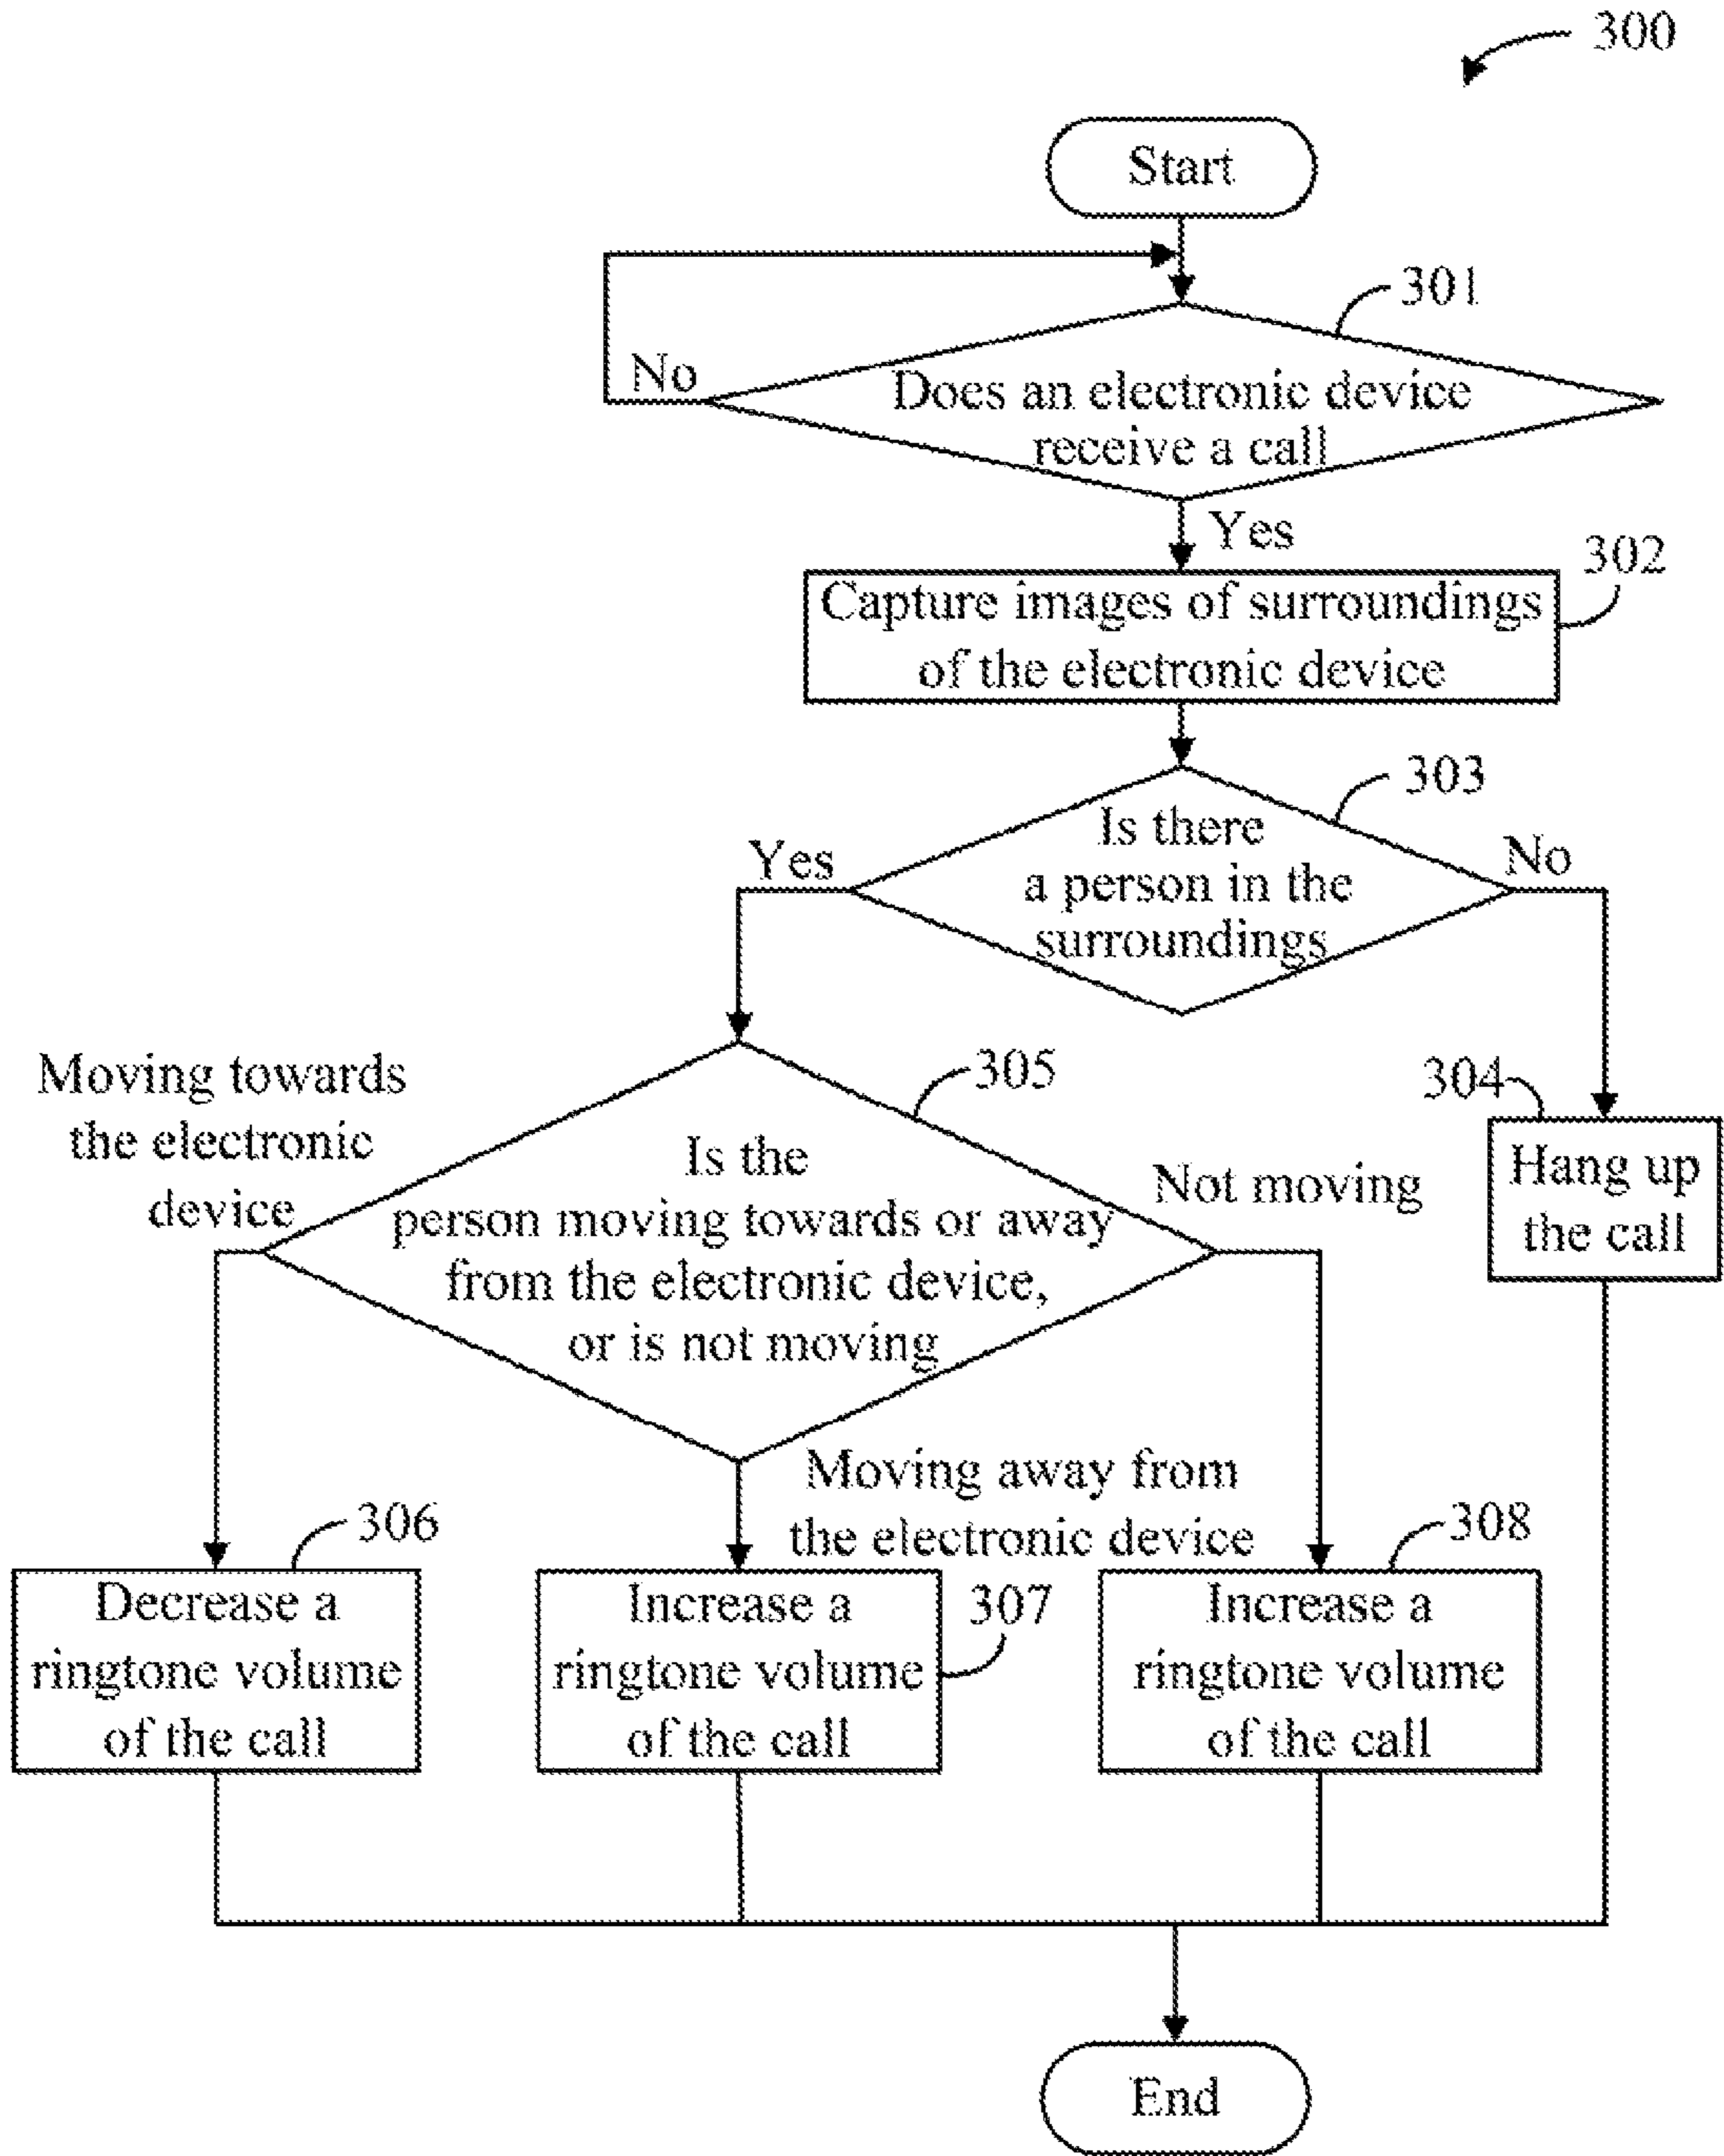 300
Start
301
No
Does an electronic device
receive a call
Yes
302
Capture images of surroundings
of the electronic device
303
Is there
a person in the
surroundings
Yes
No
304
Hang up
the call
305
Moving towards
the electronic
device
Is the
person moving towards or away
from the electronic device,
or is not moving
Not moving
Moving away from
the electronic device
306
Decrease a
ringtone volume
of the call
307
Increase a
ringtone volume
of the call
308
Increase a
ringtone volume
of the call
End